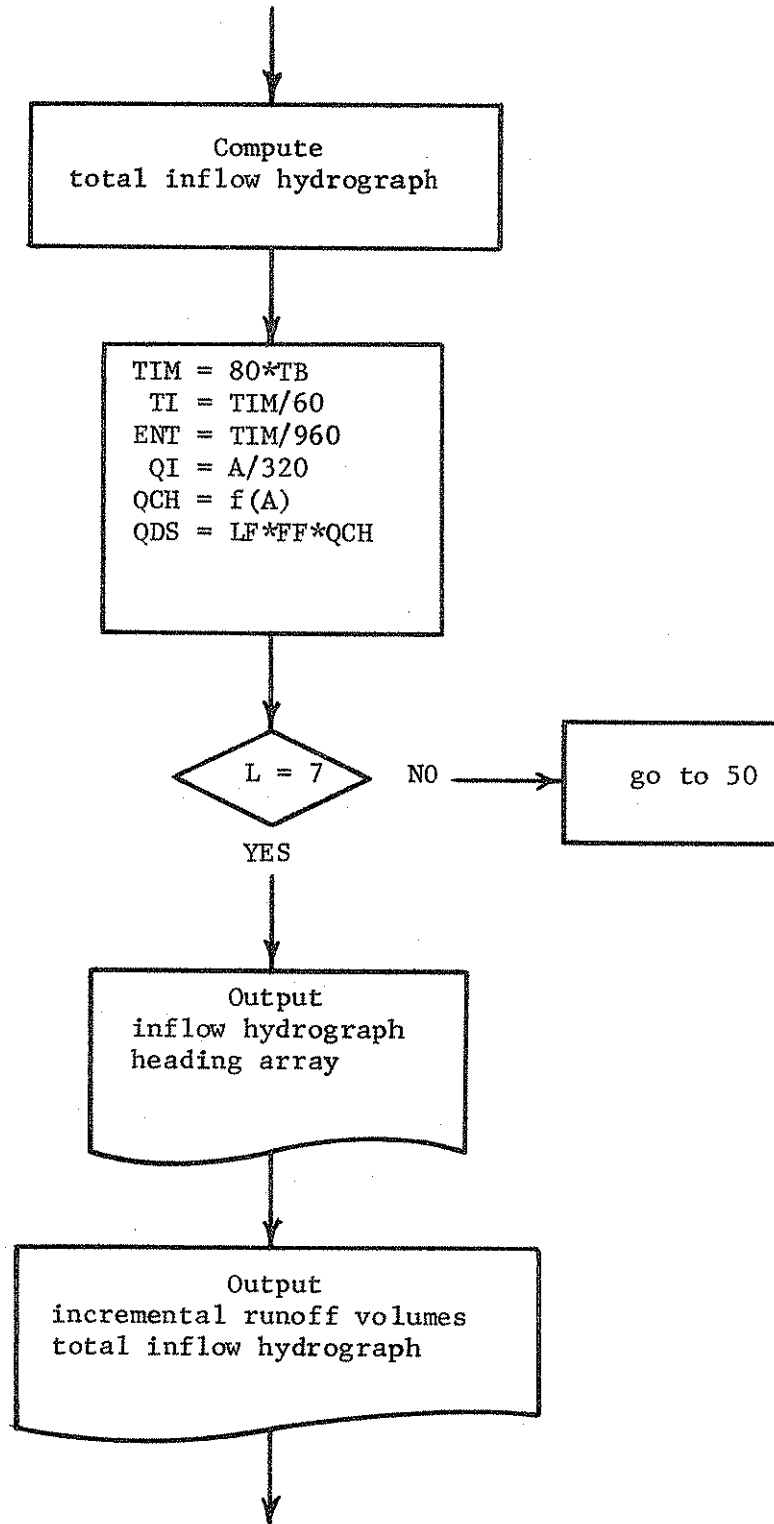 Compute
total inflow hydrograph
TIM = 80*TB
TI = TIM/60
ENT = TIM/960
QI = A/320
QCH = f(A)
QDS = LF*FF*QCH
L = 7
NO
go to 50
YES
Output
inflow hydrograph
heading array
Output
incremental runoff volumes
total inflow hydrograph